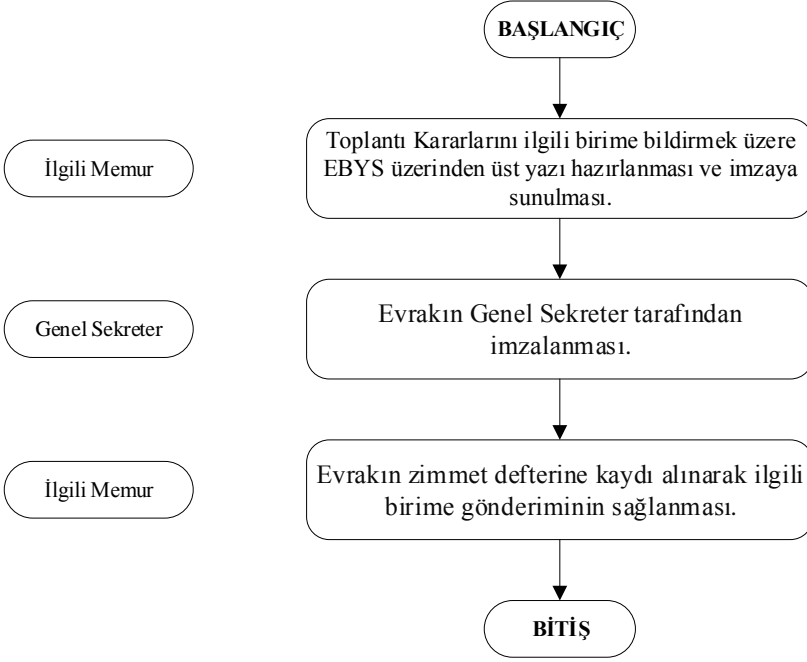 BAŞLANGIÇ
İlgili Memur
Toplantı Kararlarını ilgili birime bildirmek üzere
EBYS üzerinden üst yazı hazırlanması ve imzaya
sunulması.
Genel Sekreter
Evrakın Genel Sekreter tarafından
imzalanması.
İlgili Memur
Evrakın zimmet defterine kaydı alınarak ilgili
birime gönderiminin sağlanması.
BİTİŞ